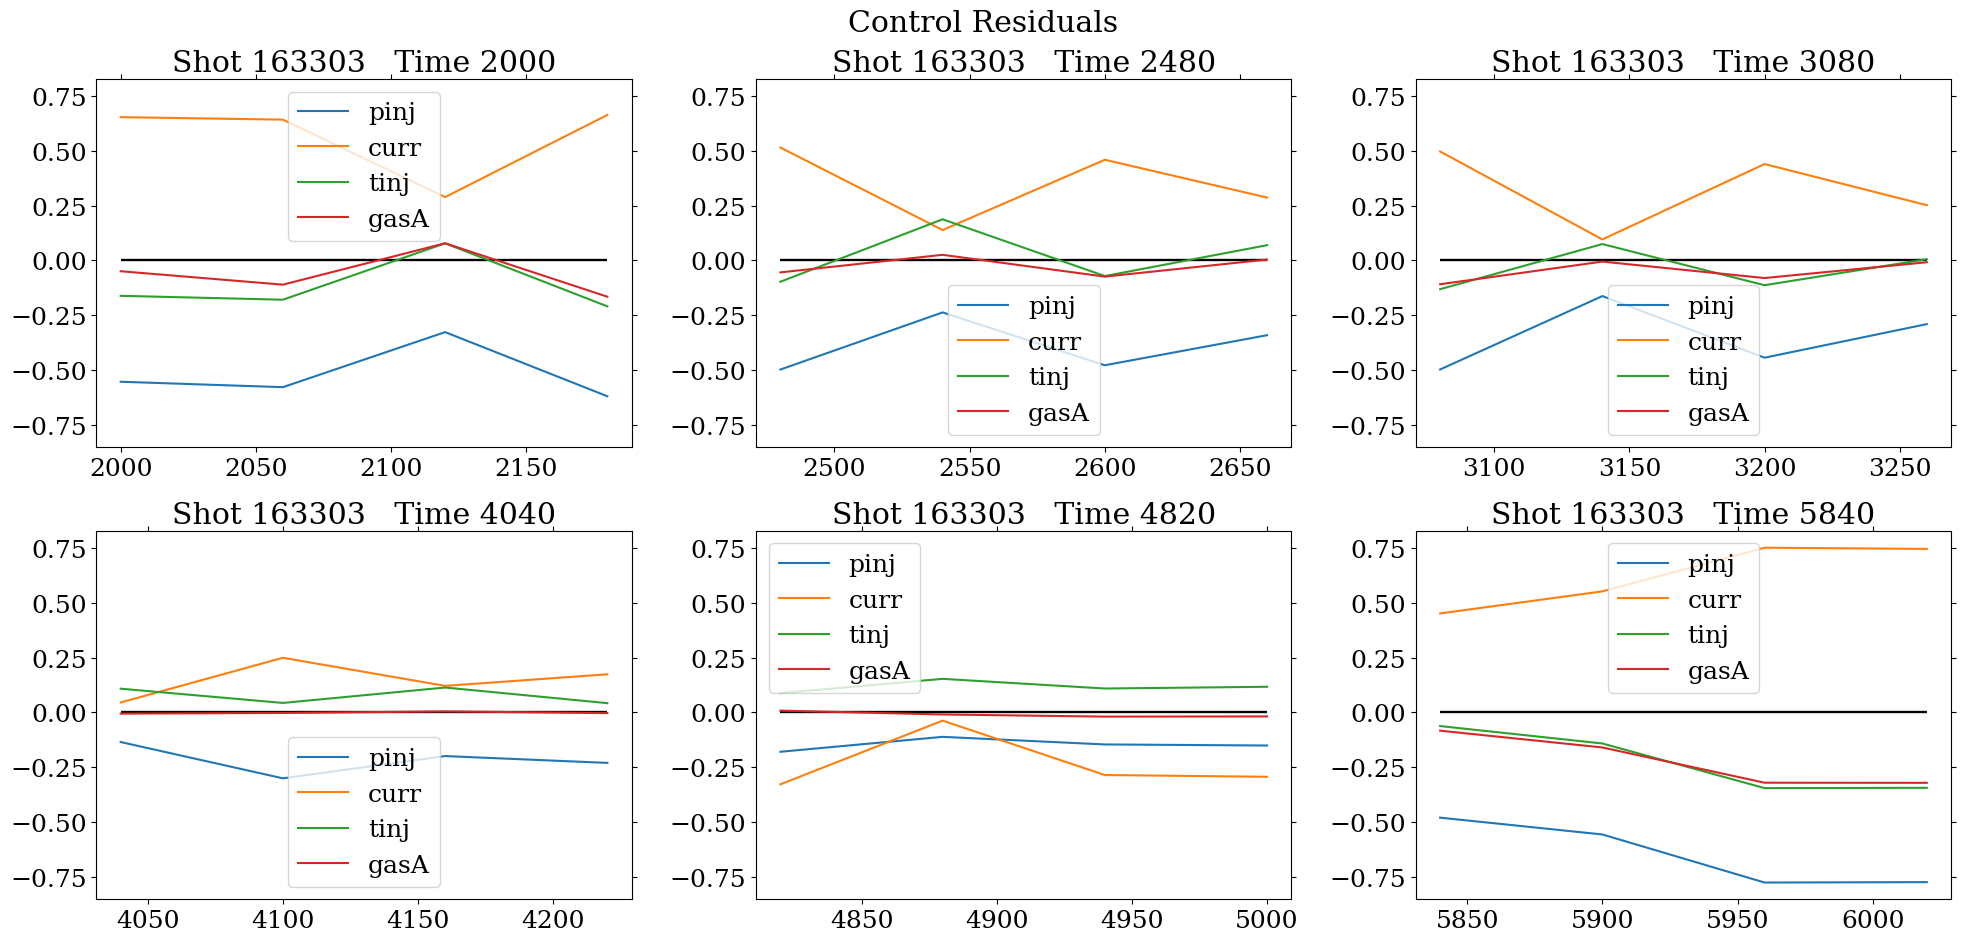 Control Residuals
Shot 163303   Time 2000
0.75
0.50
0.25
0.00
−0.25
−0.50
−0.75
pinj
curr
tinj
gasA
2000 2050 2100 2150
Shot 163303   Time 2480
0.75
0.50
0.25
0.00
−0.25
−0.50
−0.75
pinj
curr
tinj
gasA
2500 2550 2600 2650
Shot 163303   Time 3080
0.75
0.50
0.25
0.00
−0.25
−0.50
−0.75
pinj
curr
tinj
gasA
3100 3150 3200 3250
Shot 163303   Time 4040
0.75
0.50
0.25
0.00
−0.25
−0.50
−0.75
pinj
curr
tinj
gasA
4050 4100 4150 4200
Shot 163303   Time 4820
0.75
0.50
0.25
0.00
−0.25
−0.50
−0.75
pinj
curr
tinj
gasA
4850 4900 4950 5000
Shot 163303   Time 5840
0.75
0.50
0.25
0.00
−0.25
−0.50
−0.75
pinj
curr
tinj
gasA
5850 5900 5950 6000